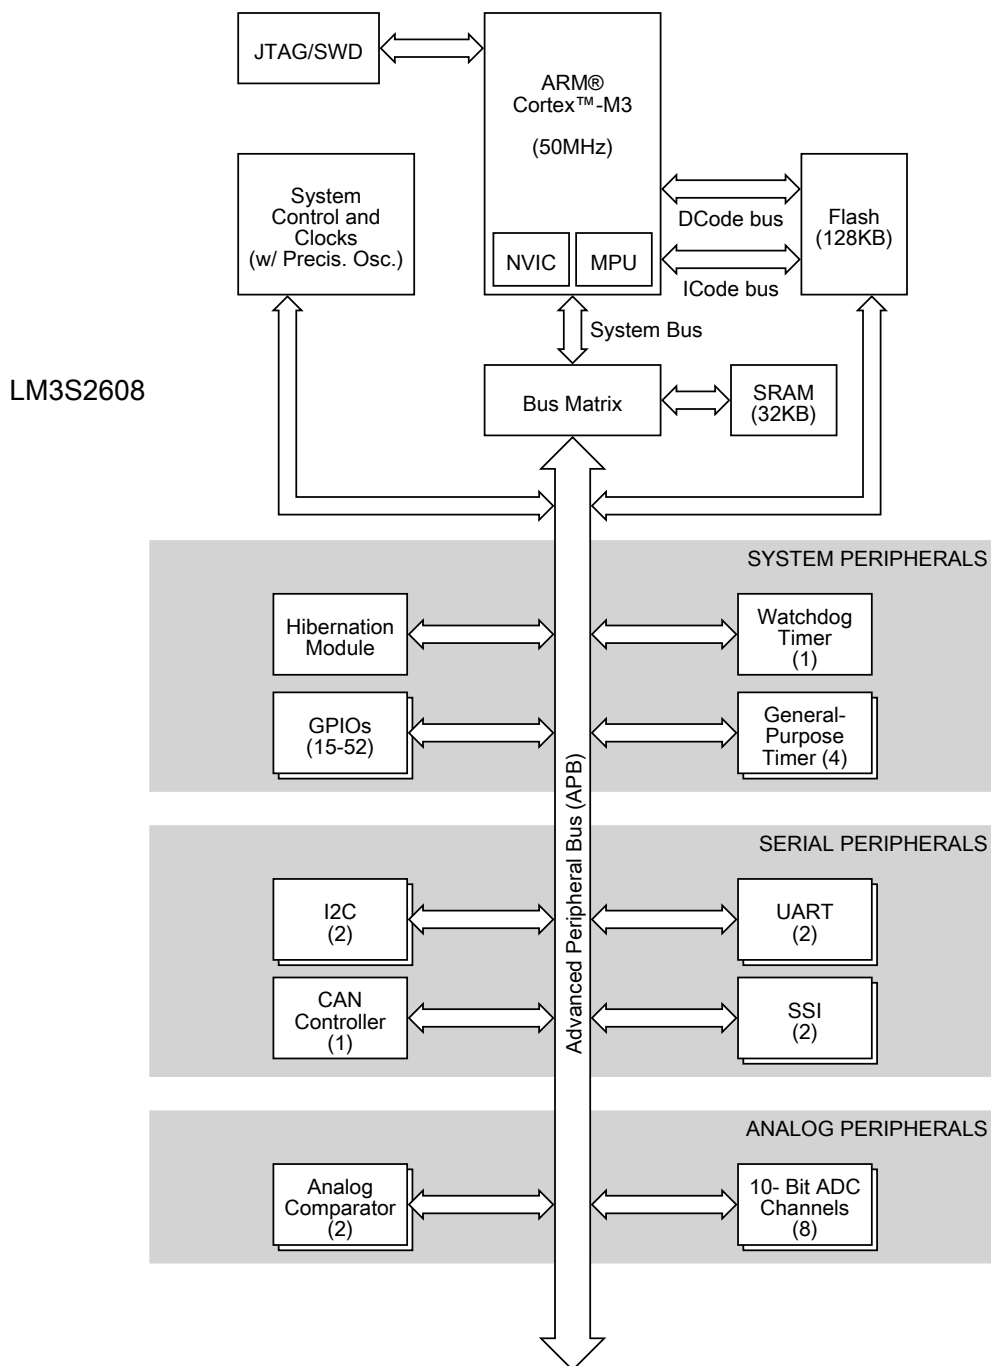 JTAG/SWD
ARM®
Cortex™-M3
(50MHz)
NVIC
MPU
System
Control and
Clocks
(w/ Precis. Osc.)
DCode bus
ICode bus
Flash
(128KB)
System Bus
LM3S2608
Bus Matrix
SRAM
(32KB)
SYSTEM PERIPHERALS
Hibernation
Module
Watchdog
Timer
(1)
GPIOs
(15-52)
General-
Purpose
Timer (4)
Advanced Peripheral Bus (APB)
SERIAL PERIPHERALS
I2C
(2)
UART
(2)
CAN
Controller
(1)
SSI
(2)
ANALOG PERIPHERALS
Analog
Comparator
(2)
10- Bit ADC
Channels
(8)